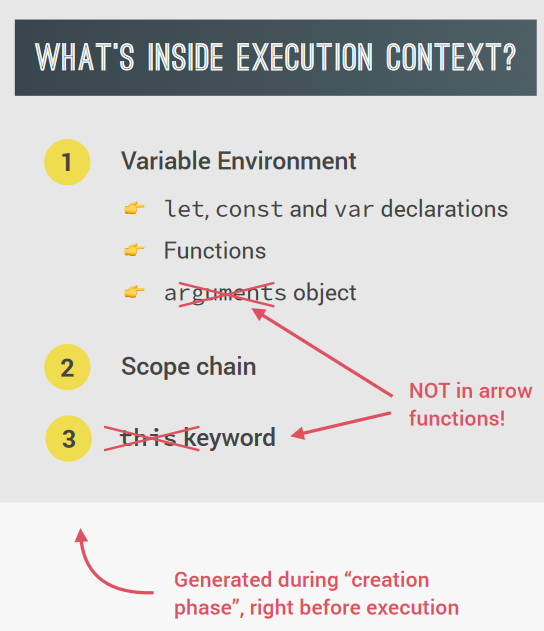 WHAT'S INSIDE EXECUTION CONTEXT?
1 Variable Environment
let, const and var declarations
Functions
arguments object
2 Scope chain
NOT in arrow
functions!
3 this keyword
Generated during “creation
phase”, right before execution